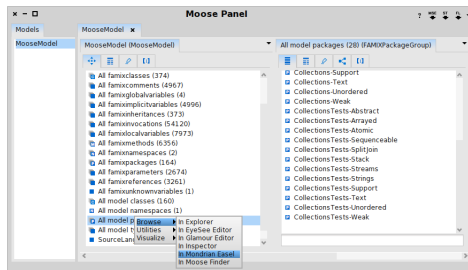 Moose Panel
Models
MooseModel
MooseModel
MooseModel (MooseModel)
All famixclasses (374)
All famixcomments (4967)
All famixglobalvariables (4)
All famiximplicitvariables (4996)
All famixinheritances (373)
All famixinvocations (54120)
All famixlocalvariables (7973)
All famixmethods (6356)
All famixnamespaces (2)
All famixpackages (164)
All famixparameters (2674)
All famixreferences (3261)
All famixunknownvariables (1)
All model classes (160)
All model namespaces (1)
All model p
All model t
SourceLan
Browse
Utilities
Visualize
In Explorer
In EyeSee Editor
In Glamour Editor
In Inspector
In Mondrian Easel
In Moose Finder
All model packages (28) (FAMIXPackageGroup)
Collections-Support
Collections-Text
Collections-Unordered
Collections-Weak
CollectionsTests-Abstract
CollectionsTests-Arrayed
CollectionsTests-Atomic
CollectionsTests-Sequenceable
CollectionsTests-SplitJoin
CollectionsTests-Stack
CollectionsTests-Streams
CollectionsTests-Strings
CollectionsTests-Support
CollectionsTests-Text
CollectionsTests-Unordered
CollectionsTests-Weak